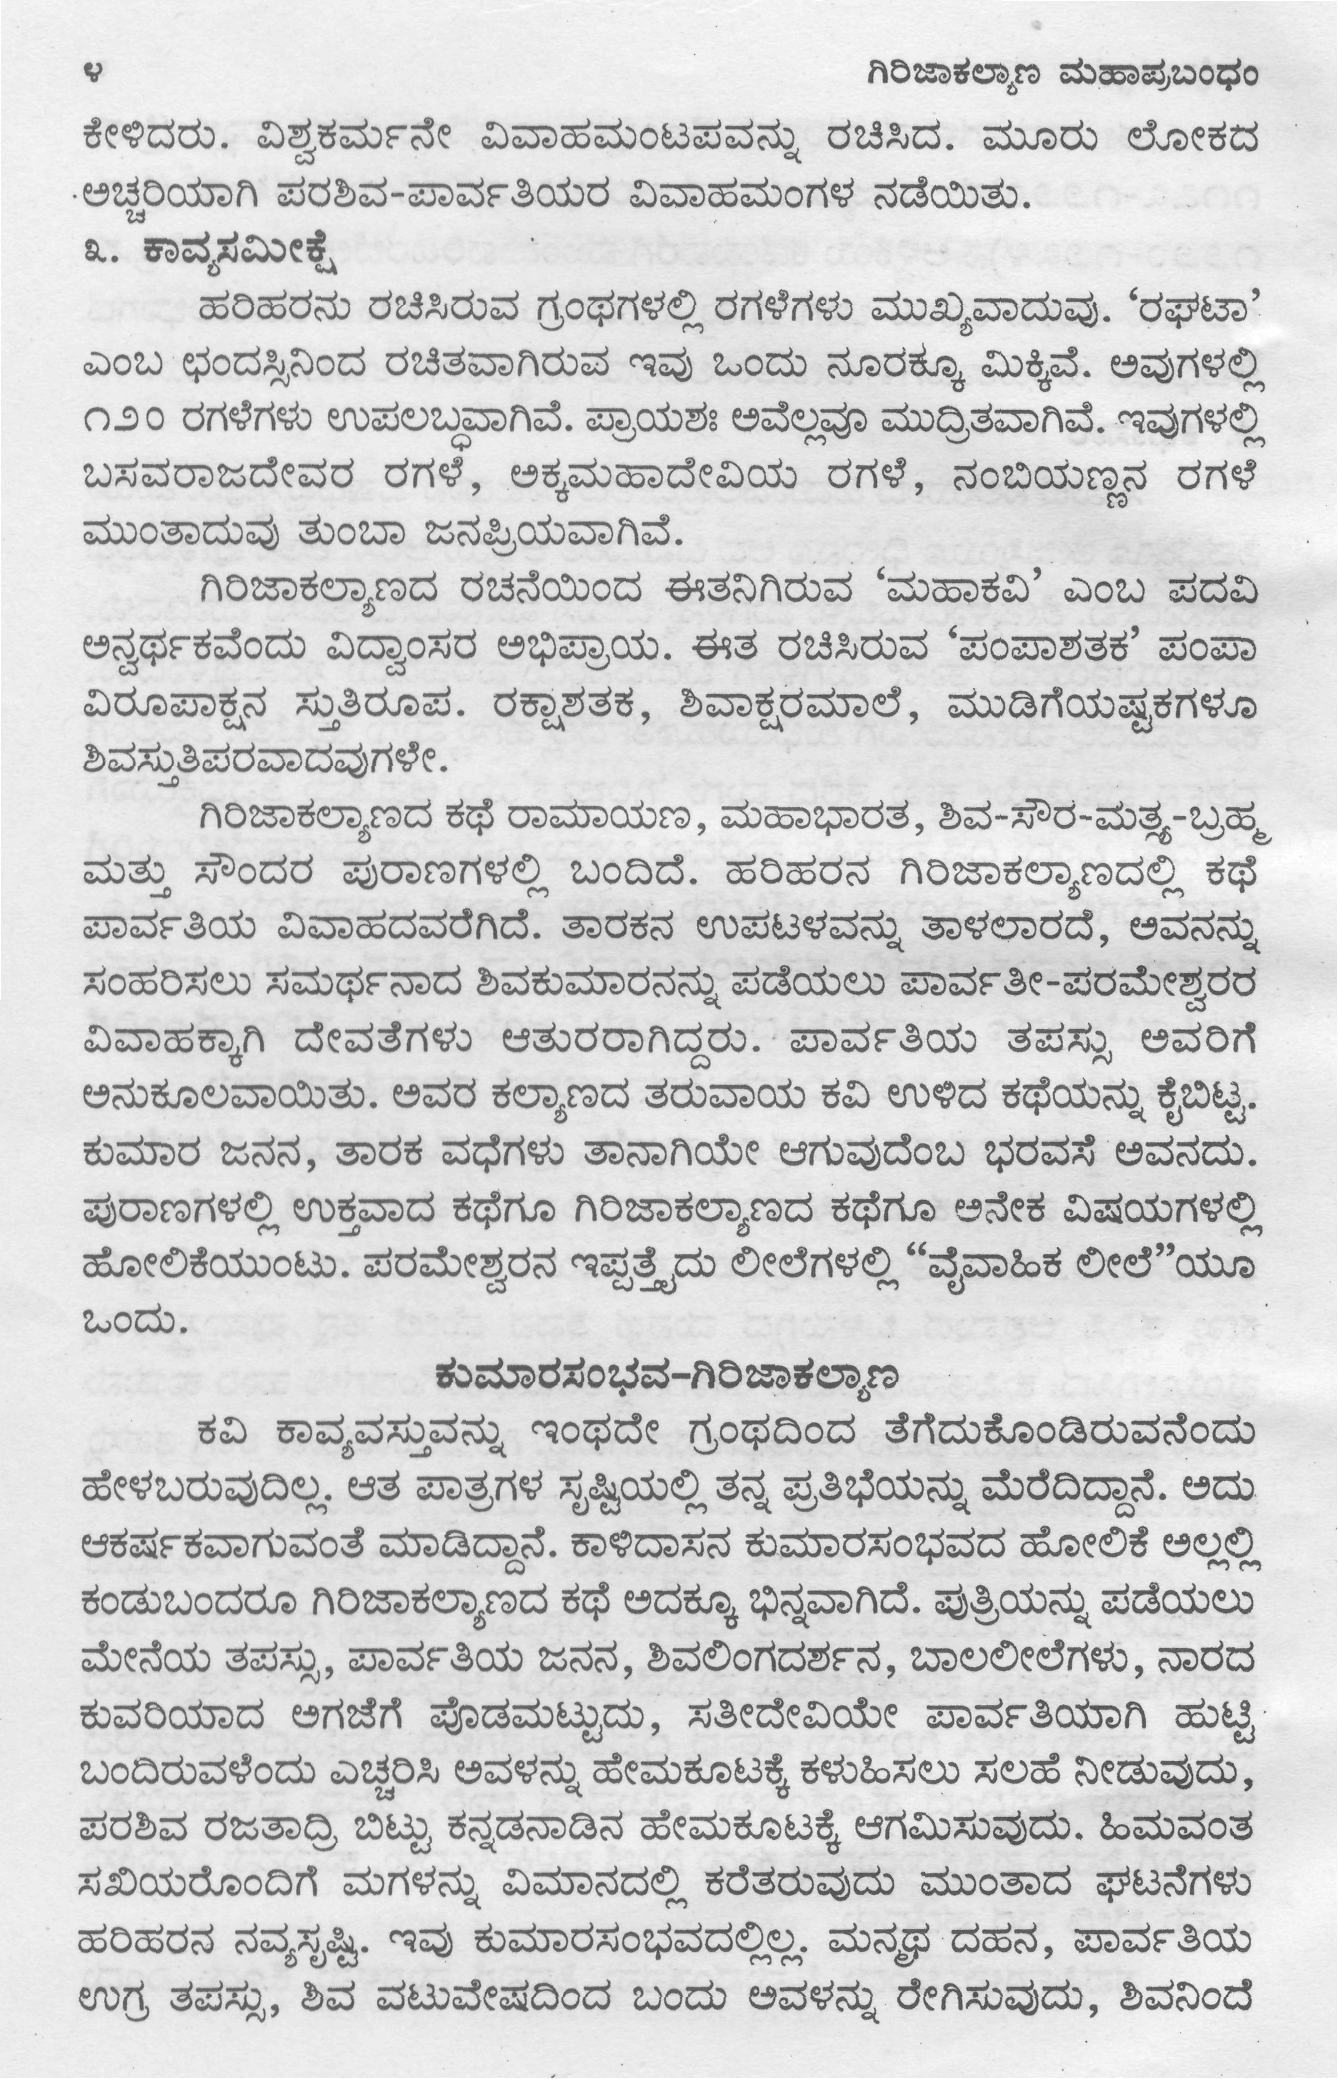 ೪ ಗಿರಿಜಾಕಲ್ಯಾಣ ಮಹಾಪ್ರಬಂಧಂ
ಕೇಳಿದರು. ವಿಶ್ವಕರ್ಮನೇ ವಿವಾಹಮಂಟಪವನ್ನು ರಚಿಸಿದ. ಮೂರು ಲೋಕದ
ಅಚ್ಚರಿಯಾಗಿ ಪರಶಿವ-ಪಾರ್ವತಿಯರ ವಿವಾಹಮಂಗಳ ನಡೆಯಿತು.
೩. ಕಾವ್ಯಸಮೀಕ್ಷೆ
ಹರಿಹರನು ರಚಿಸಿರುವ ಗ್ರಂಥಗಳಲ್ಲಿ ರಗಳೆಗಳು ಮುಖ್ಯವಾದುವು. ‘ರಘಟಾ’
ಎಂಬ ಛಂದಸ್ಸಿನಿಂದ ರಚಿತವಾಗಿರುವ ಇವು ಒಂದು ನೂರಕ್ಕೂ ಮಿಕ್ಕಿವೆ. ಅವುಗಳಲ್ಲಿ
೧೨೦ ರಗಳೆಗಳು ಉಪಲಬ್ಧವಾಗಿವೆ. ಪ್ರಾಯಶಃ ಅವೆಲ್ಲವೂ ಮುದ್ರಿತವಾಗಿವೆ. ಇವುಗಳಲ್ಲಿ
ಬಸವರಾಜದೇವರ ರಗಳೆ, ಅಕ್ಕಮಹಾದೇವಿಯ ರಗಳೆ, ನಂಬಿಯಣ್ಣನ ರಗಳೆ
ಮುಂತಾದುವು ತುಂಬಾ ಜನಪ್ರಿಯವಾಗಿವೆ.
ಗಿರಿಜಾಕಲ್ಯಾಣದ ರಚನೆಯಿಂದ ಈತನಿಗಿರುವ ‘ಮಹಾಕವಿ’ ಎಂಬ ಪದವಿ
ಅನ್ವರ್ಥಕವೆಂದು ವಿದ್ವಾಂಸರ ಅಭಿಪ್ರಾಯ. ಈತ ರಚಿಸಿರುವ ‘ಪಂಪಾಶತಕ’ ಪಂಪಾ
ವಿರೂಪಾಕ್ಷನ ಸ್ತುತಿರೂಪ. ರಕ್ಷಾಶತಕ, ಶಿವಾಕ್ಷರಮಾಲೆ, ಮುಡಿಗೆಯಷ್ಟಕಗಳೂ
ಶಿವಸ್ತುತಿಪರವಾದವುಗಳೇ.
ಗಿರಿಜಾಕಲ್ಯಾಣದ ಕಥೆ ರಾಮಾಯಣ, ಮಹಾಭಾರತ, ಶಿವ-ಸೌರ-ಮತ್ಸ್ಯ-ಬ್ರಹ್ಮ
ಮತ್ತು ಸೌಂದರ ಪುರಾಣಗಳಲ್ಲಿ ಬಂದಿದೆ. ಹರಿಹರನ ಗಿರಿಜಾಕಲ್ಯಾಣದಲ್ಲಿ ಕಥೆ
ಪಾರ್ವತಿಯ ವಿವಾಹದವರೆಗಿದೆ. ತಾರಕನ ಉಪಟಳವನ್ನು ತಾಳಲಾರದೆ, ಅವನನ್ನು
ಸಂಹರಿಸಲು ಸಮರ್ಥನಾದ ಶಿವಕುಮಾರನನ್ನು ಪಡೆಯಲು ಪಾರ್ವತೀ-ಪರಮೇಶ್ವರರ
ವಿವಾಹಕ್ಕಾಗಿ ದೇವತೆಗಳು ಆತುರರಾಗಿದ್ದರು. ಪಾರ್ವತಿಯ ತಪಸ್ಸು ಅವರಿಗೆ
ಅನುಕೂಲವಾಯಿತು. ಅವರ ಕಲ್ಯಾಣದ ತರುವಾಯ ಕವಿ ಉಳಿದ ಕಥೆಯನ್ನು ಕೈಬಿಟ್ಟ.
ಕುಮಾರ ಜನನ, ತಾರಕ ವಧೆಗಳು ತಾನಾಗಿಯೇ ಆಗುವುದೆಂಬ ಭರವಸೆ ಅವನದು.
ಪುರಾಣಗಳಲ್ಲಿ ಉಕ್ತವಾದ ಕಥೆಗೂ ಗಿರಿಜಾಕಲ್ಯಾಣದ ಕಥೆಗೂ ಅನೇಕ ವಿಷಯಗಳಲ್ಲಿ
ಹೋಲಿಕೆಯುಂಟು. ಪರಮೇಶ್ವರನ ಇಪ್ಪತ್ತೈದು ಲೀಲೆಗಳಲ್ಲಿ “ವೈವಾಹಿಕ ಲೀಲೆ”ಯೂ
ಒಂದು.
ಕುಮಾರಸಂಭವ-ಗಿರಿಜಾಕಲ್ಯಾಣ
ಕವಿ ಕಾವ್ಯವಸ್ತುವನ್ನು ಇಂಥದೇ ಗ್ರಂಥದಿಂದ ತೆಗೆದುಕೊಂಡಿರುವನೆಂದು
ಹೇಳಬರುವುದಿಲ್ಲ. ಆತ ಪಾತ್ರಗಳ ಸೃಷ್ಟಿಯಲ್ಲಿ ತನ್ನ ಪ್ರತಿಭೆಯನ್ನು ಮೆರೆದಿದ್ದಾನೆ. ಅದು
ಆಕರ್ಷಕವಾಗುವಂತೆ ಮಾಡಿದ್ದಾನೆ. ಕಾಳಿದಾಸನ ಕುಮಾರಸಂಭವದ ಹೋಲಿಕೆ ಅಲ್ಲಲ್ಲಿ
ಕಂಡುಬಂದರೂ ಗಿರಿಜಾಕಲ್ಯಾಣದ ಕಥೆ ಅದಕ್ಕೂ ಭಿನ್ನವಾಗಿದೆ. ಪುತ್ರಿಯನ್ನು ಪಡೆಯಲು
ಮೇನೆಯ ತಪಸ್ಸು, ಪಾರ್ವತಿಯ ಜನನ, ಶಿವಲಿಂಗದರ್ಶನ, ಬಾಲಲೀಲೆಗಳು, ನಾರದ
ಕುವರಿಯಾದ ಅಗಜೆಗೆ ಪೊಡಮಟ್ಟುದು, ಸತೀದೇವಿಯೇ ಪಾರ್ವತಿಯಾಗಿ ಹುಟ್ಟಿ
ಬಂದಿರುವಳೆಂದು ಎಚ್ಚರಿಸಿ ಅವಳನ್ನು ಹೇಮಕೂಟಕ್ಕೆ ಕಳುಹಿಸಲು ಸಲಹೆ ನೀಡುವುದು,
ಪರಶಿವ ರಜತಾದ್ರಿ ಬಿಟ್ಟು ಕನ್ನಡನಾಡಿನ ಹೇಮಕೂಟಕ್ಕೆ ಆಗಮಿಸುವುದು. ಹಿಮವಂತ
ಸಖಿಯರೊಂದಿಗೆ ಮಗಳನ್ನು ವಿಮಾನದಲ್ಲಿ ಕರೆತರುವುದು ಮುಂತಾದ ಘಟನೆಗಳು
ಹರಿಹರನ ನವ್ಯಸೃಷ್ಟಿ. ಇವು ಕುಮಾರಸಂಭವದಲ್ಲಿಲ್ಲ. ಮನ್ಮಥ ದಹನ, ಪಾರ್ವತಿಯ
ಉಗ್ರ ತಪಸ್ಸು, ಶಿವ ವಟುವೇಷದಿಂದ ಬಂದು ಅವಳನ್ನು ರೇಗಿಸುವುದು, ಶಿವನಿಂದೆ